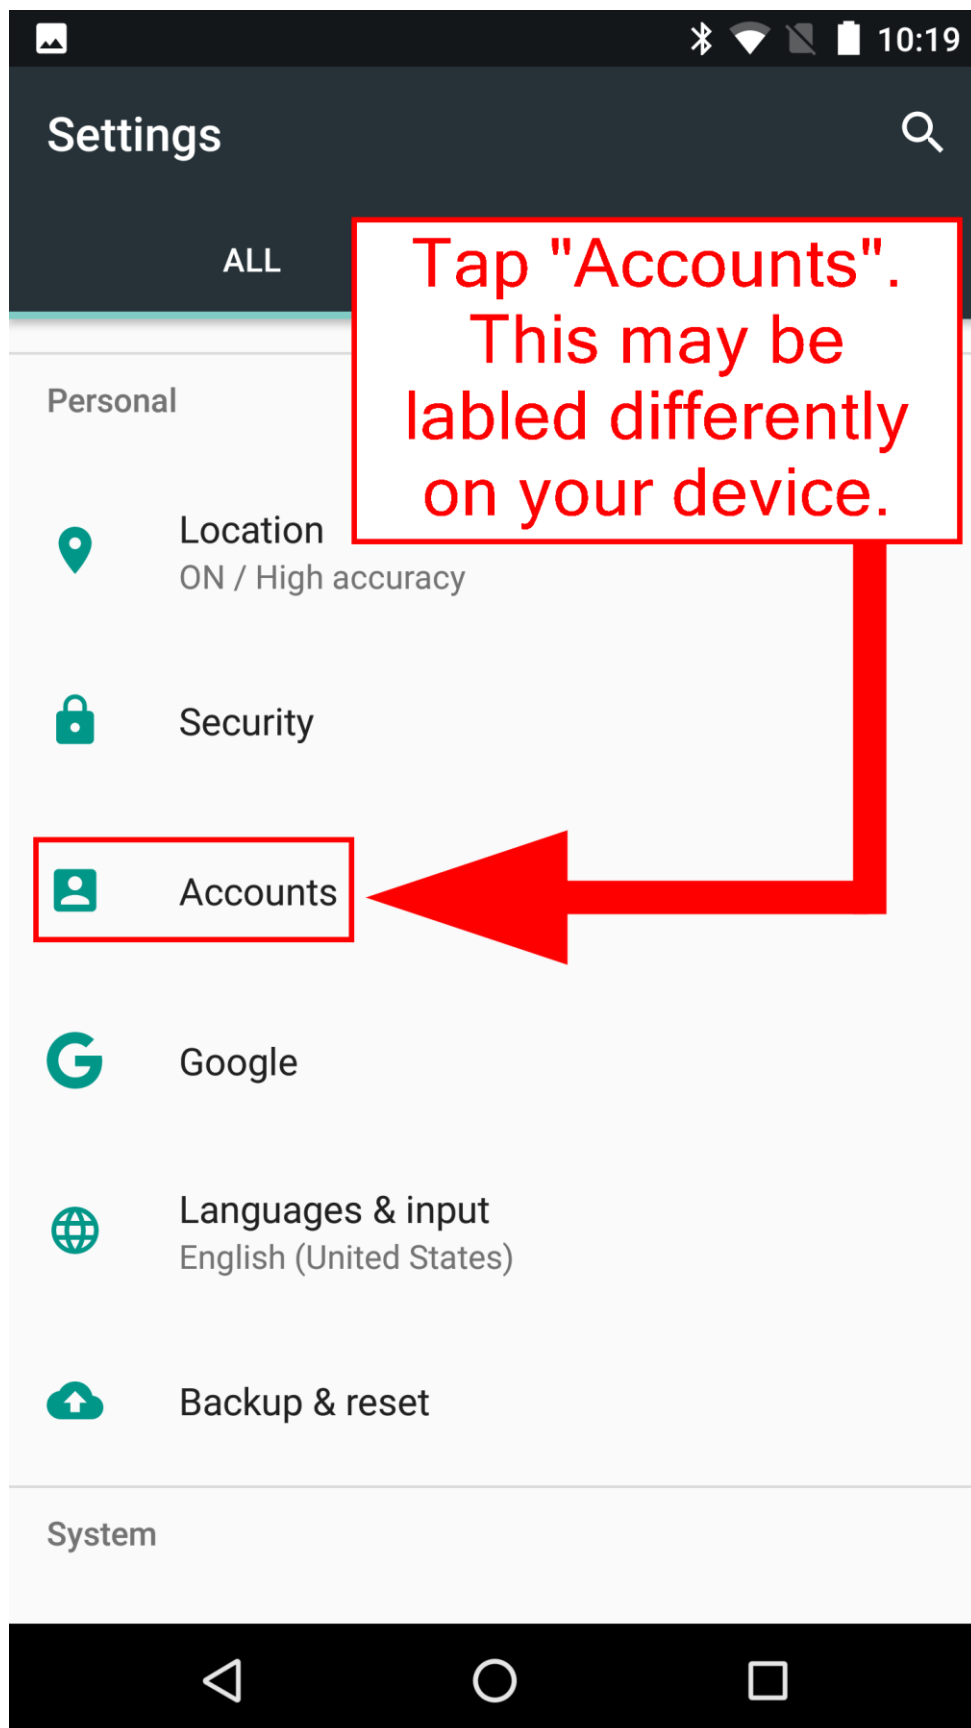 10:19
Settings
ALL
Tap "Accounts".
This may be
labled differently
on your device.
Personal
Location
ON / High accuracy
Security
Accounts
Google
Languages & input
English (United States)
Backup & reset
System